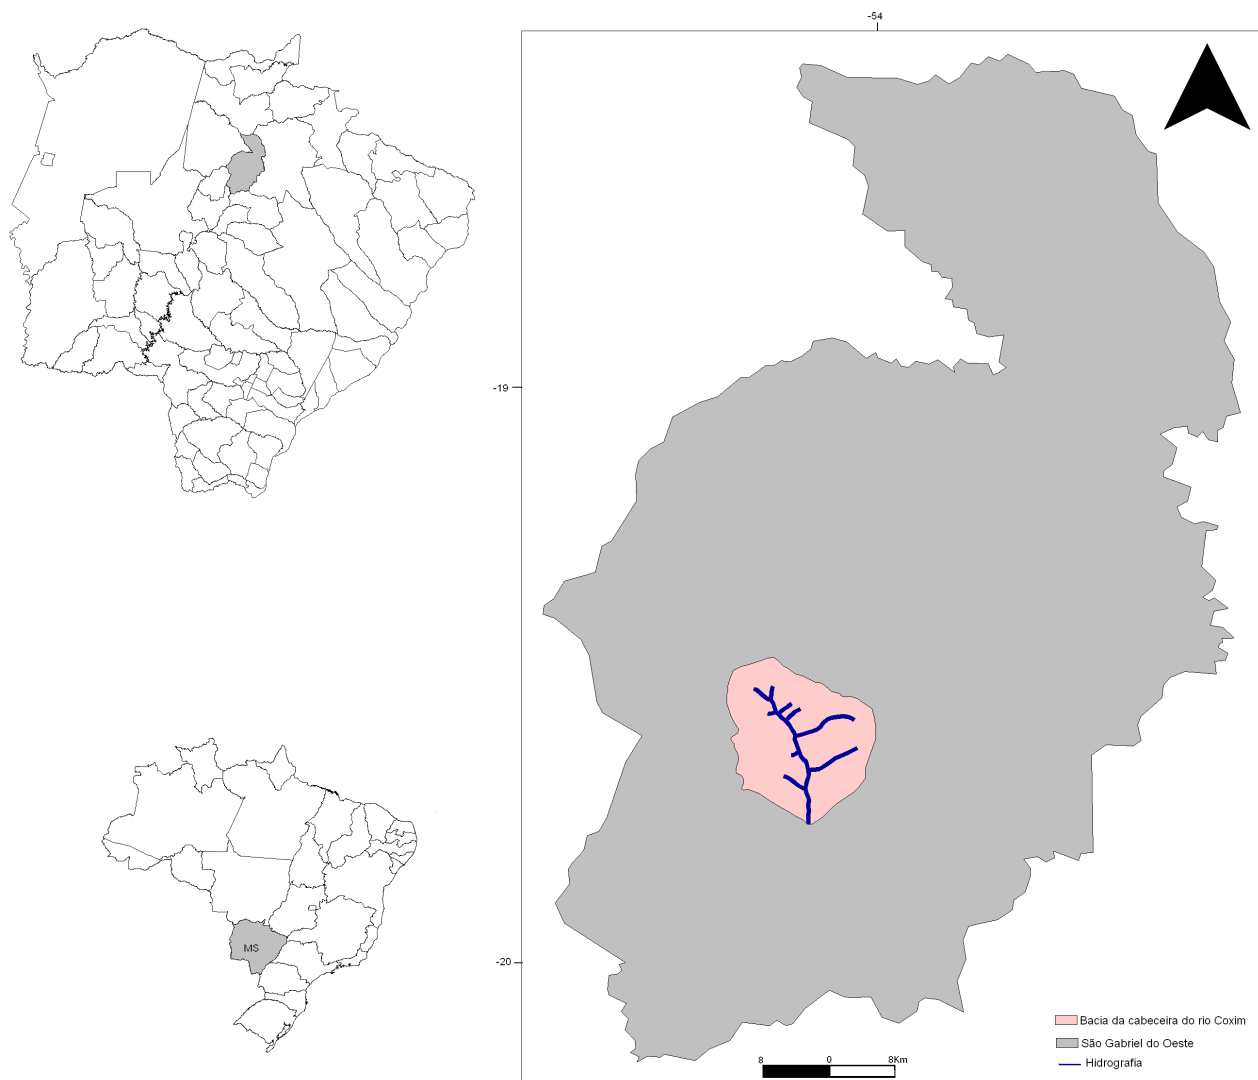 -54
-19
MS
-20
Bacia da cabeceira do rio Coxim
São Gabriel do Oeste
Hidrografia
8 0 8Km